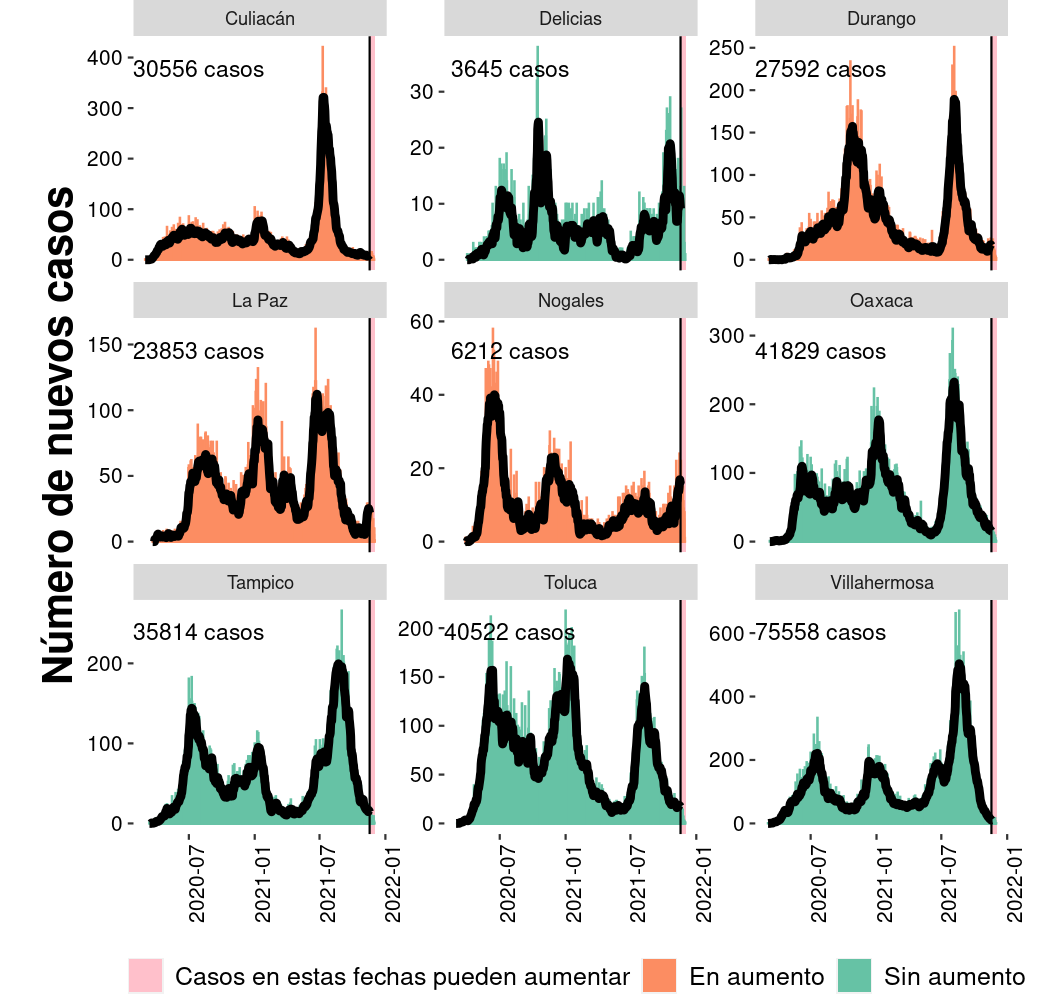 Número de nuevos casos
Culiacán
Delicias
Durango
400
300
200
100
0
30556 casos
30
20
10
0
3645 casos
250
200
150
100
50
0
27592 casos
La Paz
Nogales
Oaxaca
150
100
50
0
23853 casos
60
40
20
0
6212 casos
300
200
100
0
41829 casos
Tampico
Toluca
Villahermosa
200
100
0
35814 casos
200
150
100
50
0
40522 casos
600
400
200
0
75558 casos
2020-07
2021-01
2021-07
2022-01
2020-07
2021-01
2021-07
2022-01
2020-07
2021-01
2021-07
2022-01
Casos en estas fechas pueden aumentar
En aumento
Sin aumento